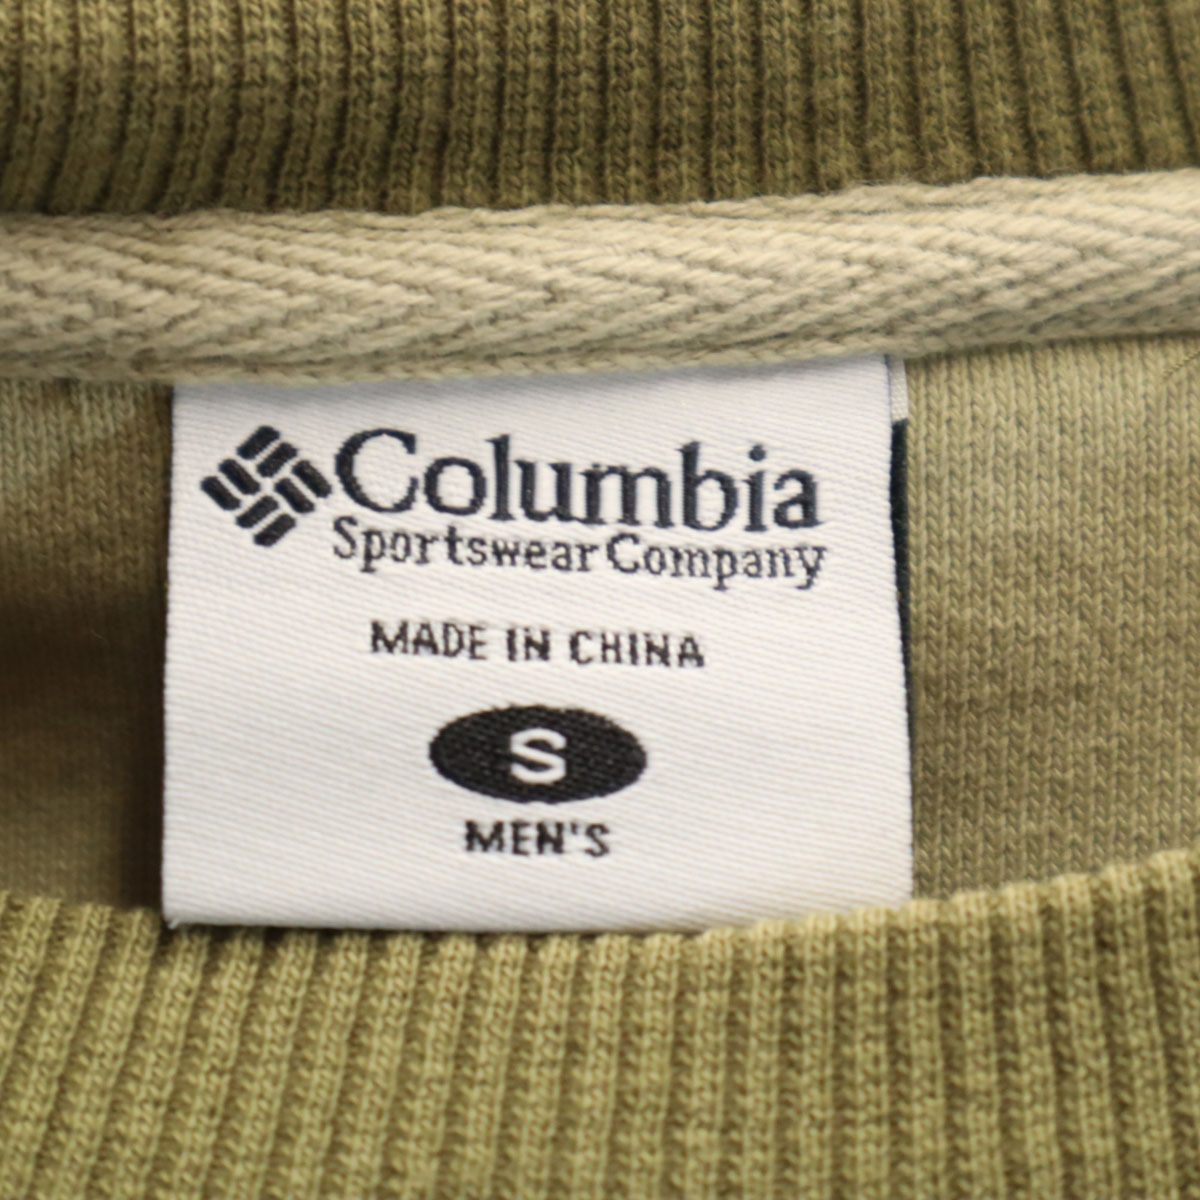 Columbia
Sportswear Company
MADE IN CHINA
S
MEN'S